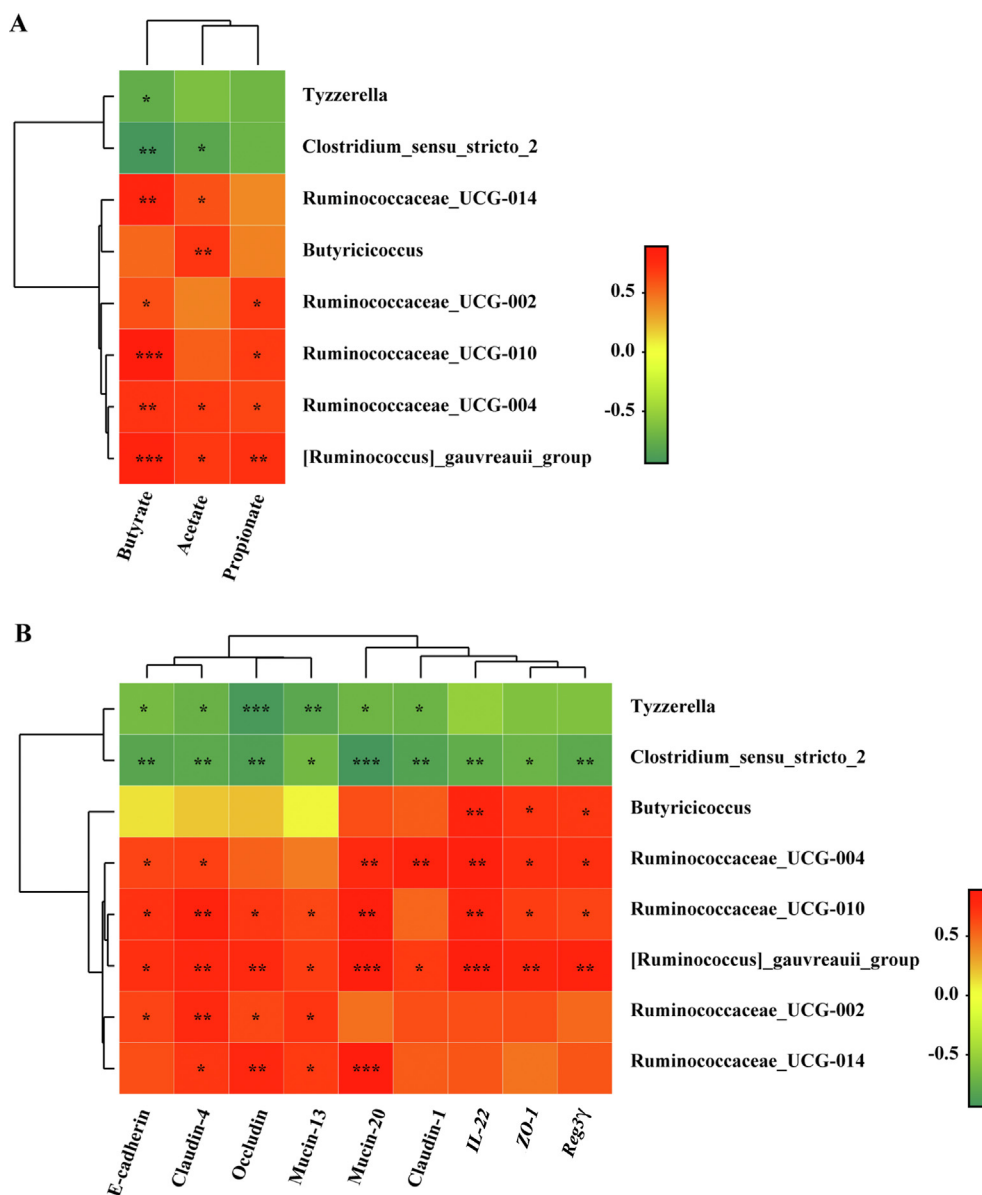 A
* Tyzzerella
** * Clostridium_sensu_stricto_2
** * Ruminococcaceae_UCG-014
** Butyricicoccus
* * Ruminococcaceae_UCG-002
*** * Ruminococcaceae_UCG-010
** * * Ruminococcaceae_UCG-004
*** * ** [Ruminococcus]_gauvreauii_group
Butyrate Acetate Propionate
0.5
0.0
-0.5
B
* * *** ** * * Tyzzerella
** ** ** * *** ** ** * ** Clostridium_sensu_stricto_2
** * * Butyricicoccus
* * ** ** ** * * Ruminococcaceae_UCG-004
* ** * * ** ** * * Ruminococcaceae_UCG-010
* ** ** * *** * *** ** ** [Ruminococcus]_gauvreauii_group
* ** * * Ruminococcaceae_UCG-002
* ** * *** Ruminococcaceae_UCG-014
E-cadherin Claudin-4 Occludin Mucin-13 Mucin-20 Claudin-1 IL-22 ZO-1 Reg3γ
0.5
0.0
-0.5